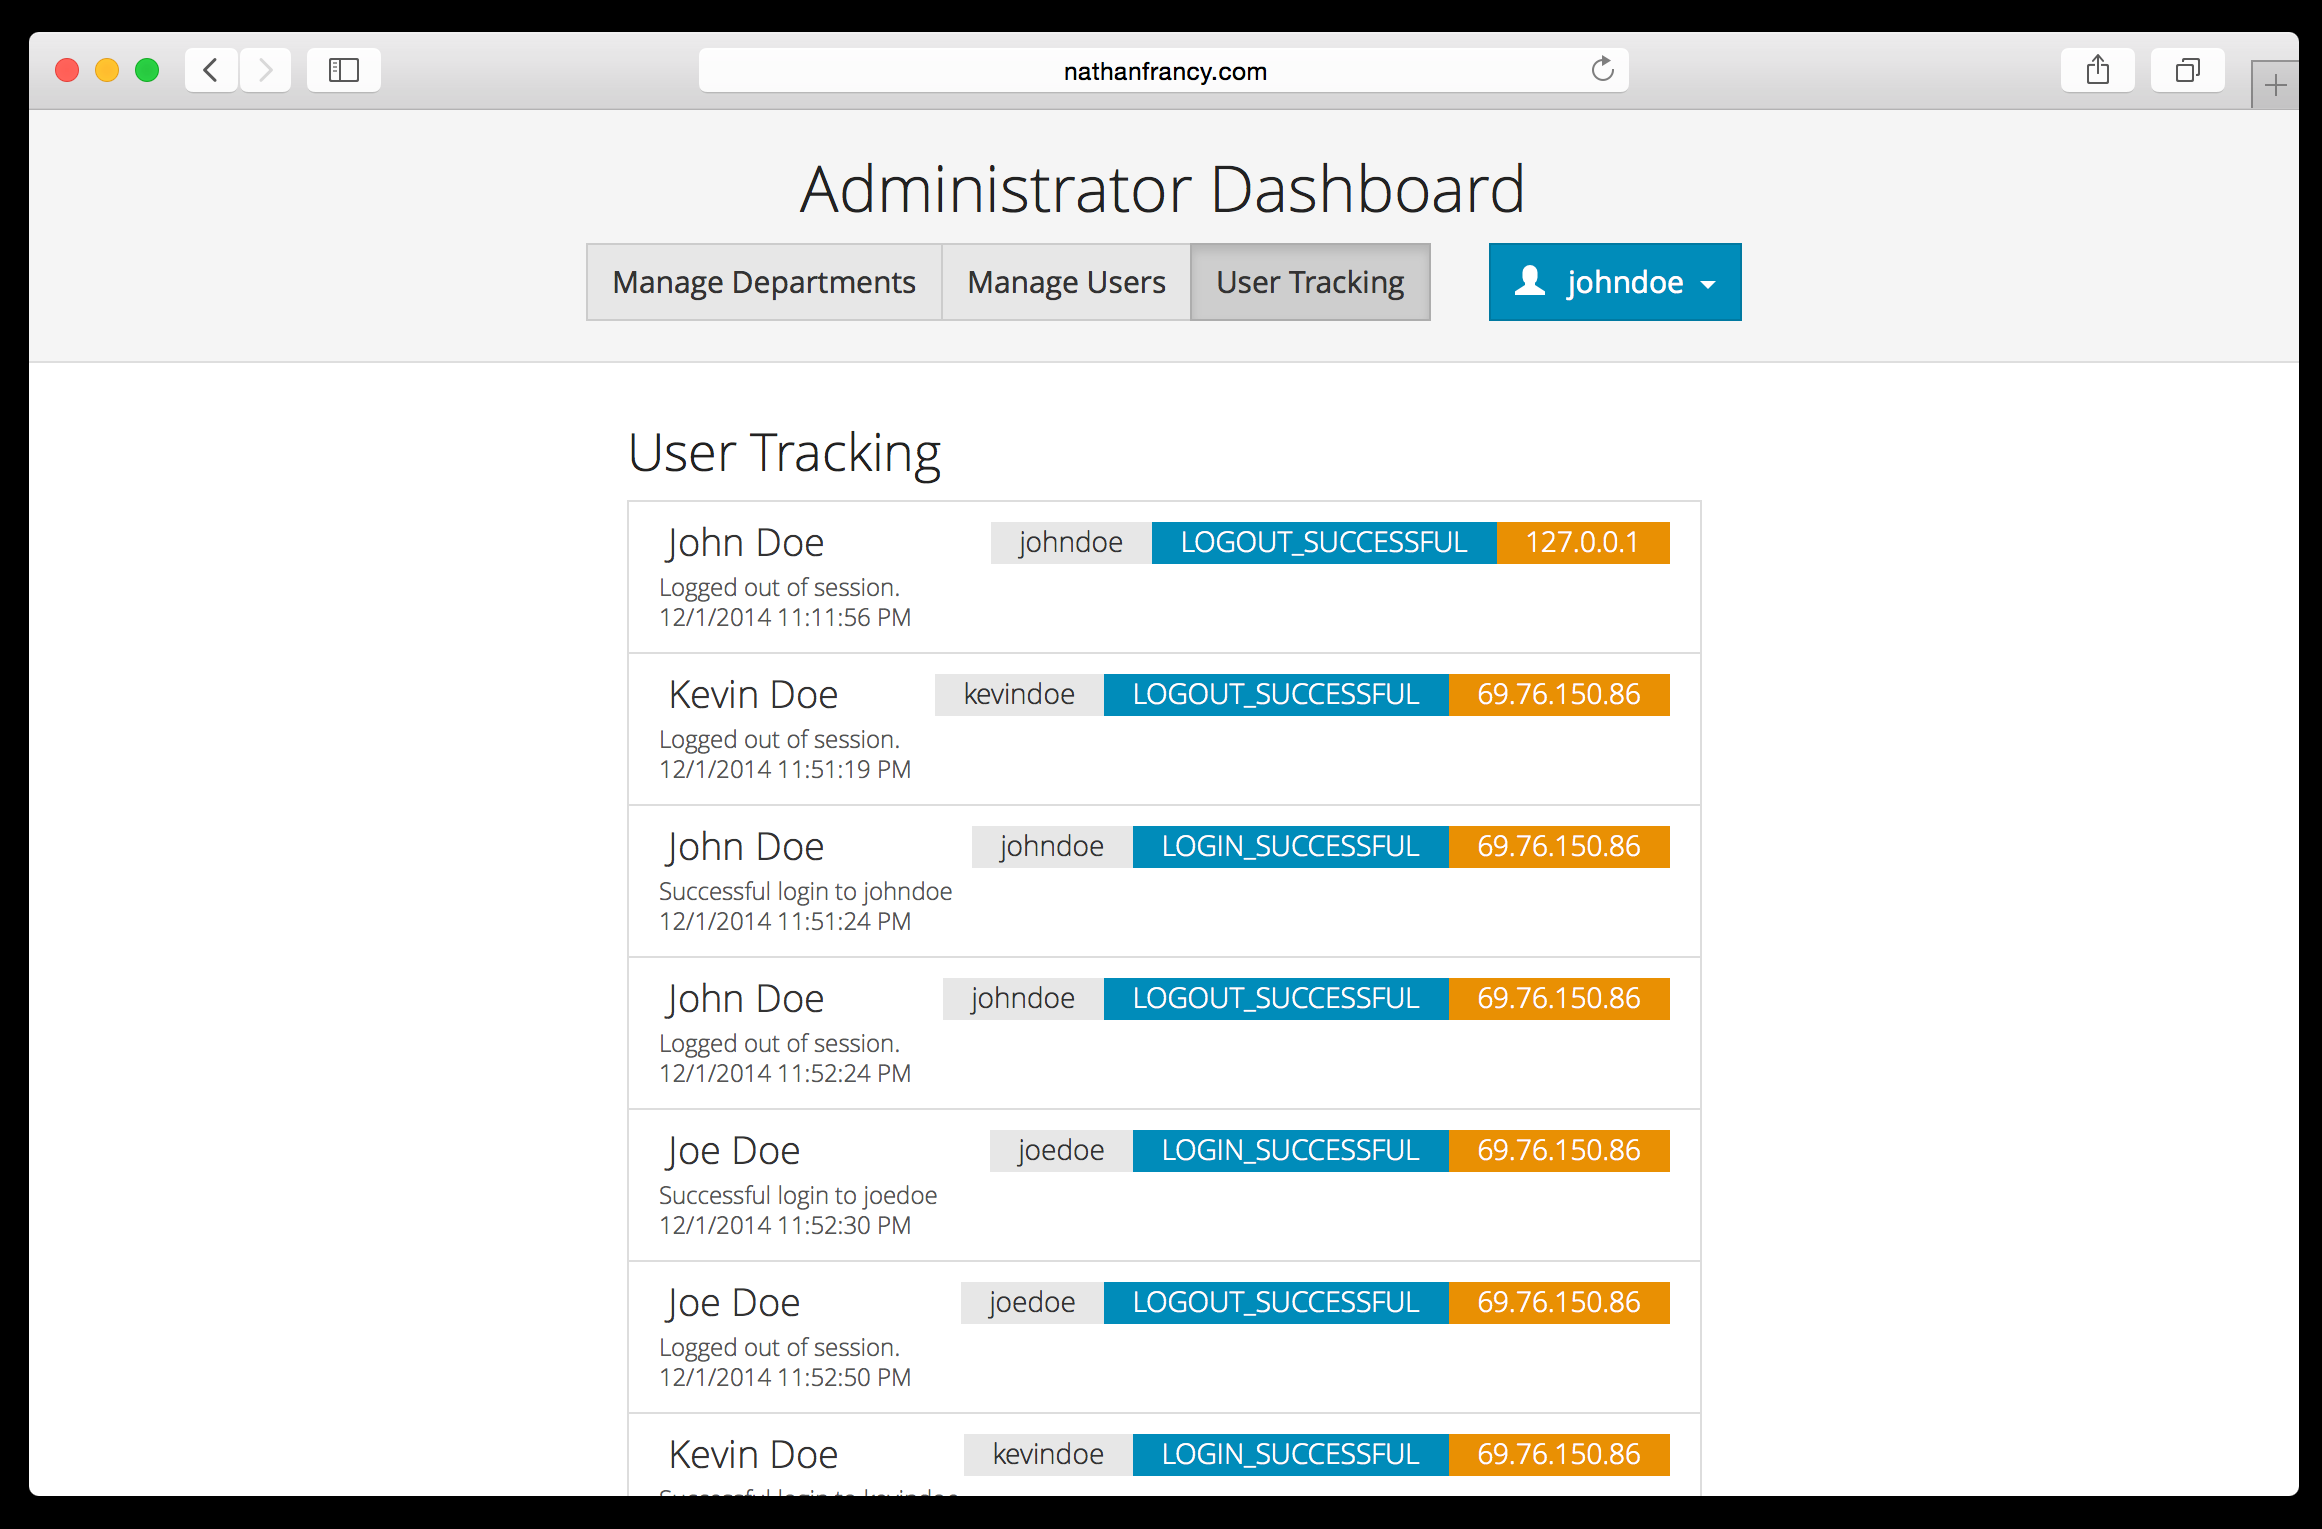 nathanfrancy.com
Administrator Dashboard
Manage Departments Manage Users User Tracking johndoe
User Tracking
John Doe johndoe LOGOUT_SUCCESSFUL 127.0.0.1
Logged out of session.
12/1/2014 11:11:56 PM
Kevin Doe kevindoe LOGOUT_SUCCESSFUL 69.76.150.86
Logged out of session.
12/1/2014 11:51:19 PM
John Doe johndoe LOGIN_SUCCESSFUL 69.76.150.86
Successful login to johndoe
12/1/2014 11:51:24 PM
John Doe johndoe LOGOUT_SUCCESSFUL 69.76.150.86
Logged out of session.
12/1/2014 11:52:24 PM
Joe Doe joedoe LOGIN_SUCCESSFUL 69.76.150.86
Successful login to joedoe
12/1/2014 11:52:30 PM
Joe Doe joedoe LOGOUT_SUCCESSFUL 69.76.150.86
Logged out of session.
12/1/2014 11:52:50 PM
Kevin Doe kevindoe LOGIN_SUCCESSFUL 69.76.150.86
Successful login to kevindoe